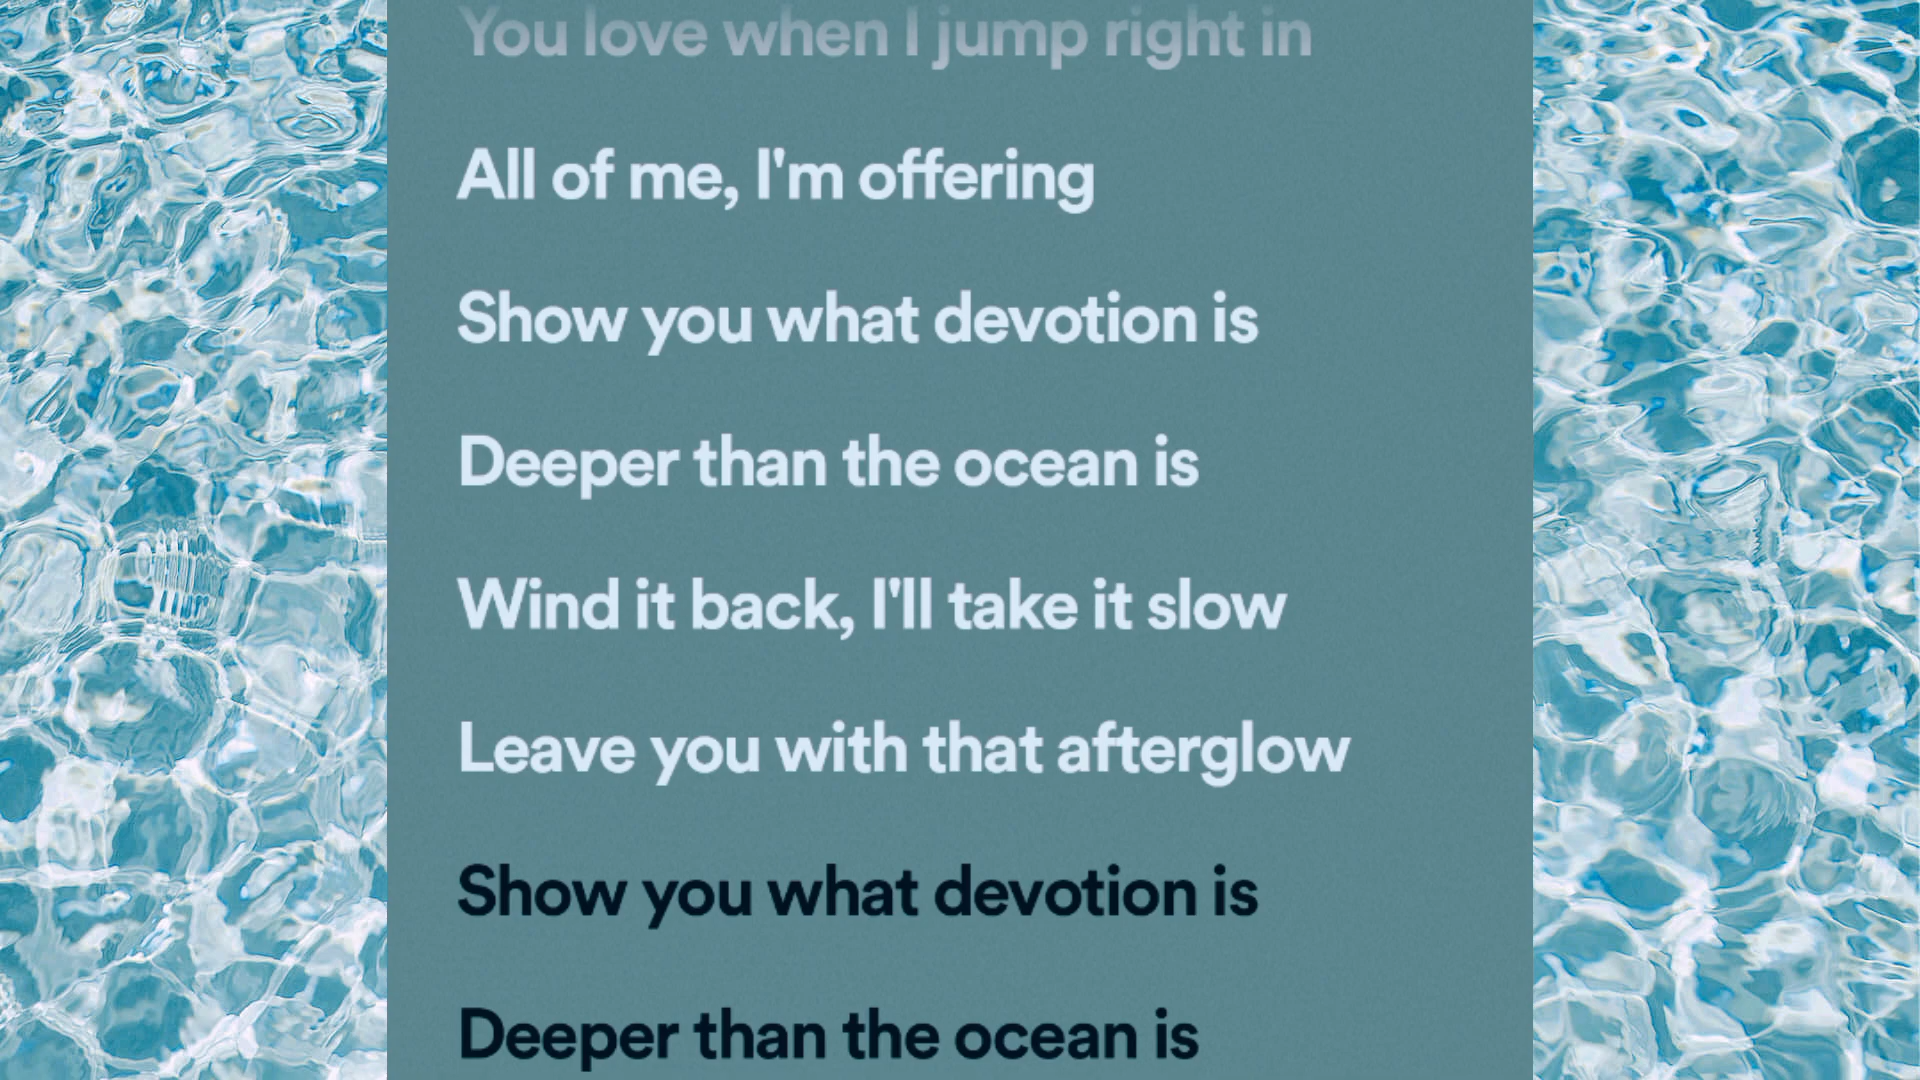 You love when I jump right in
All of me, I'm offering
Show you what devotion is
Deeper than the ocean is
Wind it back, I'll take it slow
Leave you with that afterglow
Show you what devotion is
Deeper than the ocean is